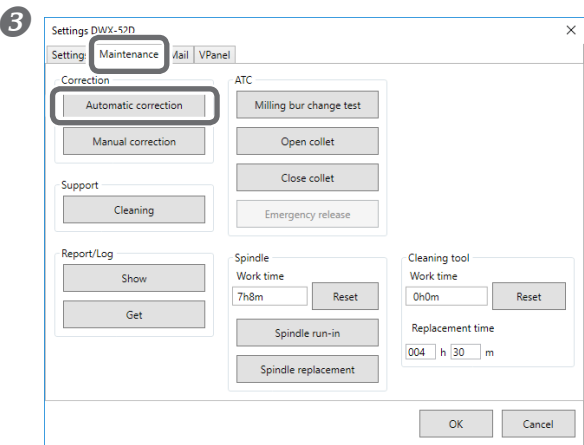 3
Settings DWX-52D
Setting Maintenance Mail VPanel
Correction
Automatic correction
Manual correction
Support
Cleaning
Report/Log
Show
Get
ATC
Milling bur change test
Open collet
Close collet
Emergency release
Spindle
Work time
7h8m Reset
Spindle run-in
Spindle replacement
Cleaning tool
Work time
0h0m Reset
Replacement time
004 h 30 m
OK Cancel